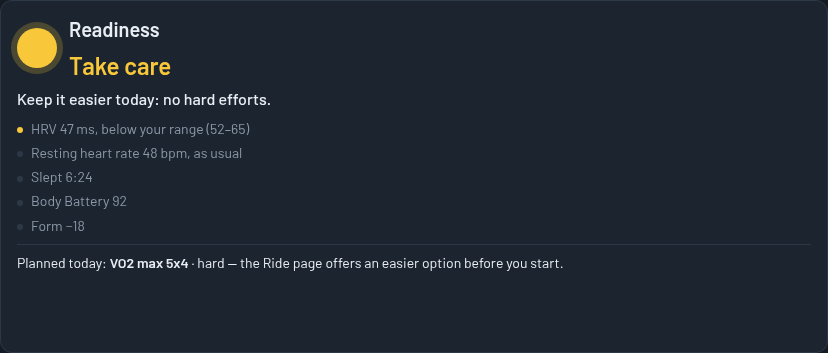 Readiness
Take care
Keep it easier today: no hard efforts.
HRV 47 ms, below your range (52–65)
Resting heart rate 48 bpm, as usual
Slept 6:24
Body Battery 92
Form −18
Planned today: VO2 max 5x4 · hard — the Ride page offers an easier option before you start.